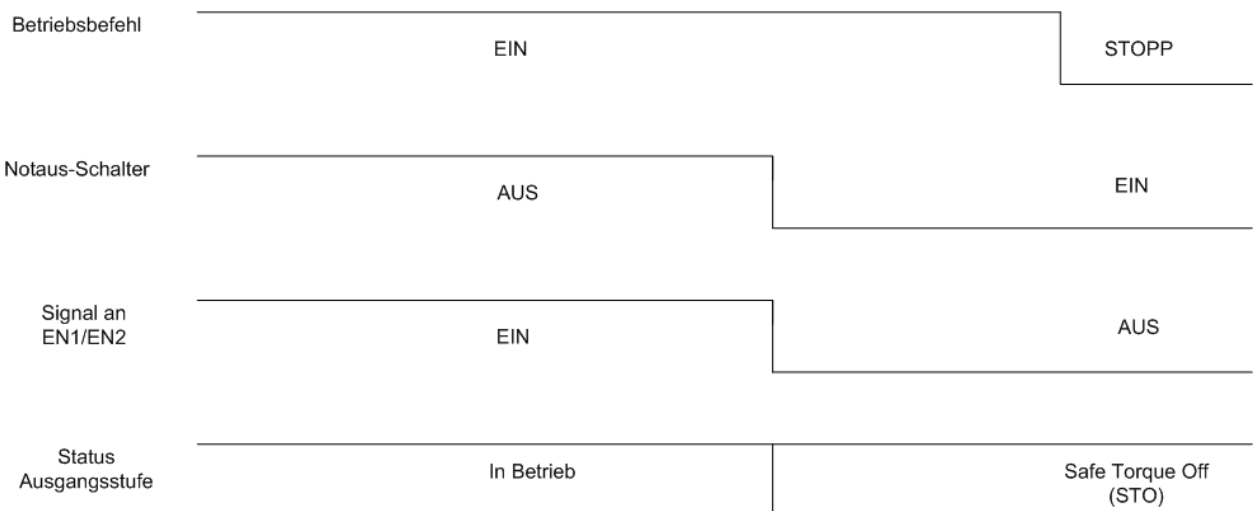 Betriebsbefehl
EIN
STOPP
Notaus-Schalter
AUS
EIN
Signal an
EN1/EN2
EIN
AUS
Status
Ausgangsstufe
In Betrieb
Safe Torque Off
(STO)